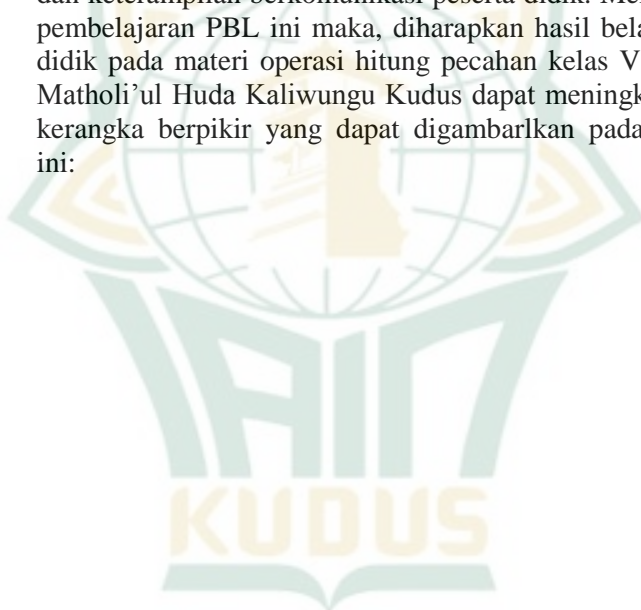 dan keterampilan berkomunikasi peserta didik. Me
pembelajaran PBL ini maka, diharapkan hasil bela
didik pada materi operasi hitung pecahan kelas V
Matholi'ul Huda Kaliwungu Kudus dapat meningk
kerangka berpikir yang dapat digambarlkan pada
ini:
IAIN
KUDUS